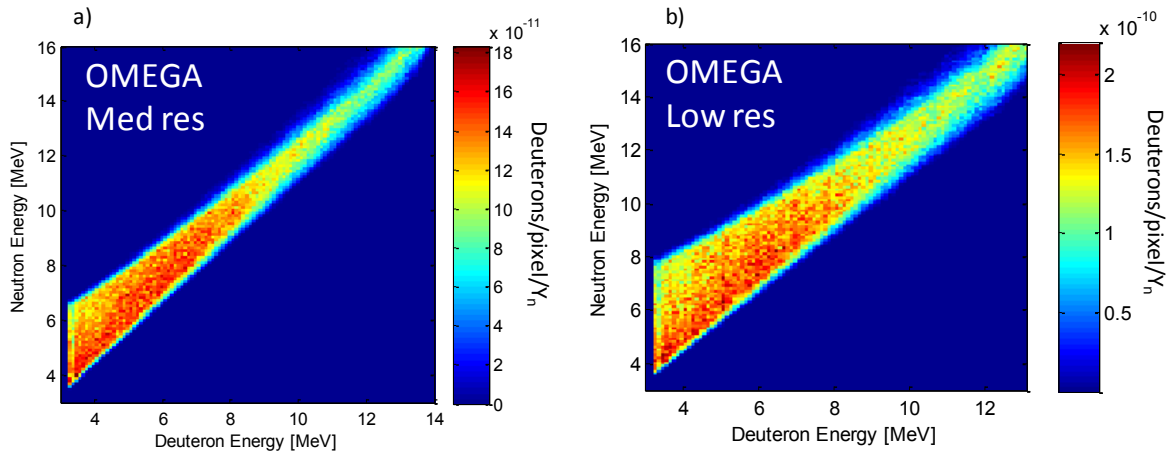 a)
x 10-11
OMEGA
Med res
Neutron Energy [MeV]
16
14
12
10
8
6
4
4
6
8
10
12
14
Deuteron Energy [MeV]
18
16
14
12
10
8
6
4
2
0
Deuterons/pixel/Yn
b)
x 10-10
OMEGA
Low res
Neutron Energy [MeV]
16
14
12
10
8
6
4
4
6
8
10
12
Deuteron Energy [MeV]
2
1.5
1
0.5
Deuterons/pixel/Yn